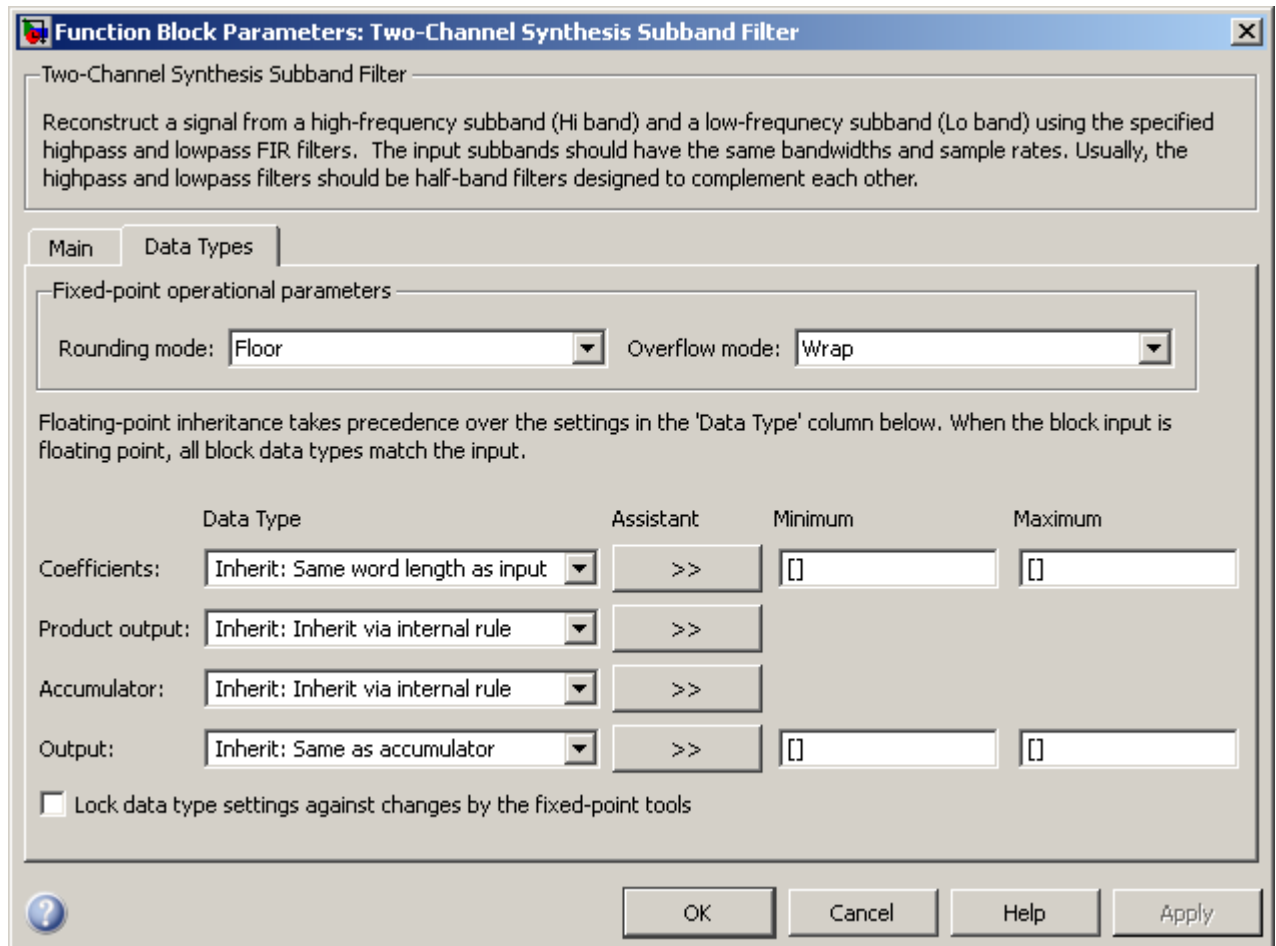 Function Block Parameters: Two-Channel Synthesis Subband Filter
Two-Channel Synthesis Subband Filter
Reconstruct a signal from a high-frequency subband (Hi band) and a low-frequnecy subband (Lo band) using the specified
highpass and lowpass FIR filters.  The input subbands should have the same bandwidths and sample rates. Usually, the
highpass and lowpass filters should be half-band filters designed to complement each other.
Main Data Types
Fixed-point operational parameters
Rounding mode: Floor Overflow mode: Wrap
Floating-point inheritance takes precedence over the settings in the 'Data Type' column below. When the block input is
floating point, all block data types match the input.
Data Type Assistant Minimum Maximum
Coefficients: Inherit: Same word length as input >> [] []
Product output: Inherit: Inherit via internal rule >>
Accumulator: Inherit: Inherit via internal rule >>
Output: Inherit: Same as accumulator >> [] []
Lock data type settings against changes by the fixed-point tools
? OK Cancel Help Apply